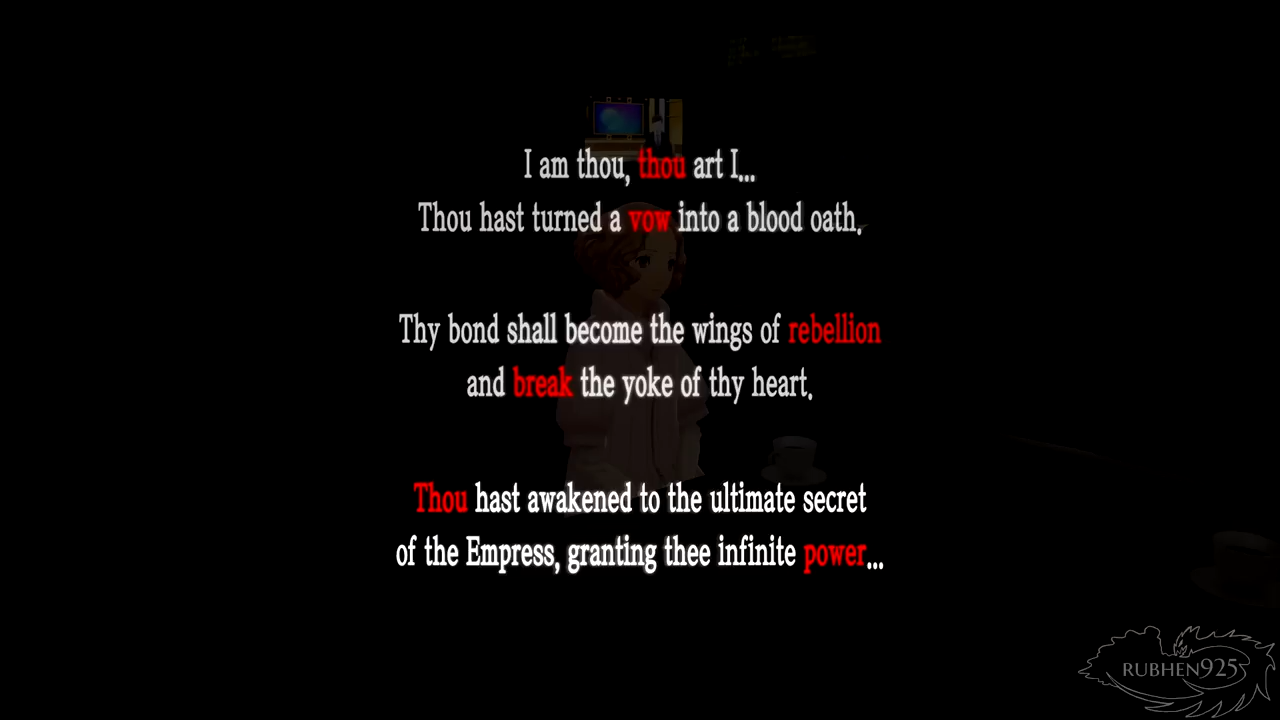 I am thou, thou art I...
Thou hast turned a vow into a blood oath.
Thy bond shall become the wings of rebellion
and break the yoke of thy heart.
Thou hast awakened to the ultimate secret
of the Empress, granting thee infinite power...
RUBHEN925